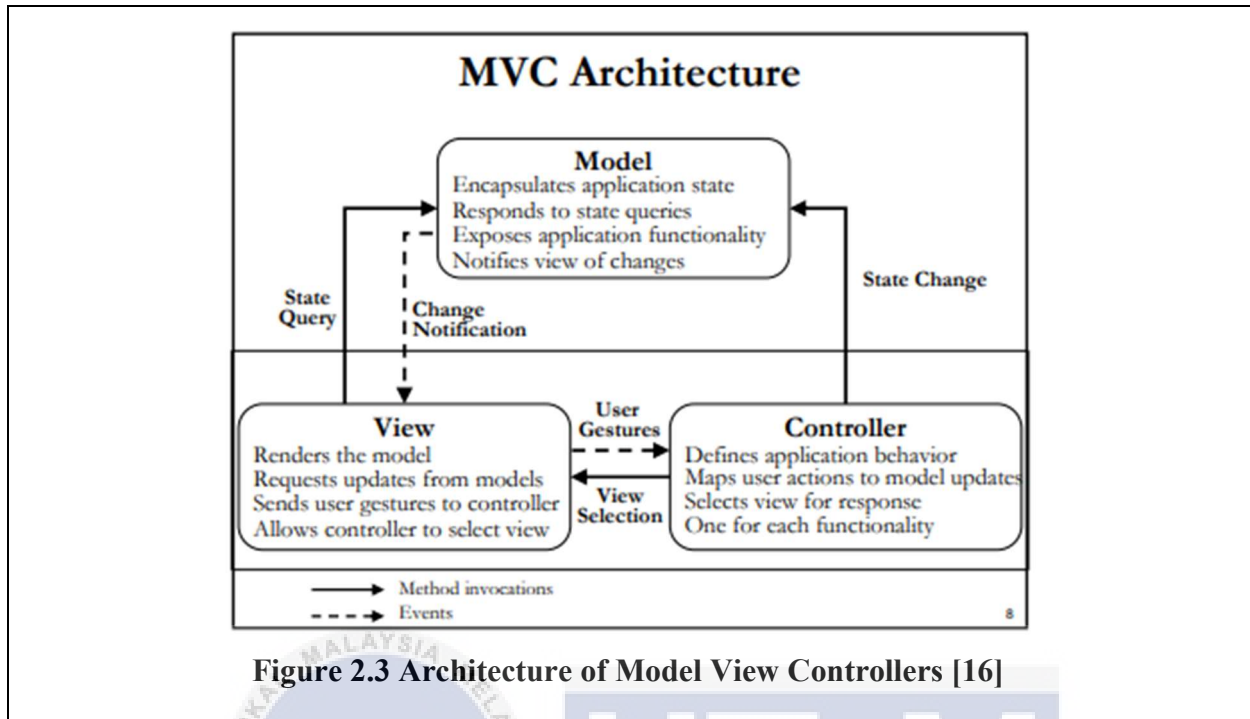 MVC Architecture
Model
Encapsulates application state
Responds to state queries
Exposes application functionality
Notifies view of changes
State
Query
Change
Notification
State Change
View
Renders the model
Requests updates from models
Sends user gestures to controller
Allows controller to select view
User
Gestures
View
Selection
Controller
Defines application behavior
Maps user actions to model updates
Selects view for response
One for each functionality
Method invocations
Events
8
MALAYSIA
Figure 2.3 Architecture of Model View Controllers [16]